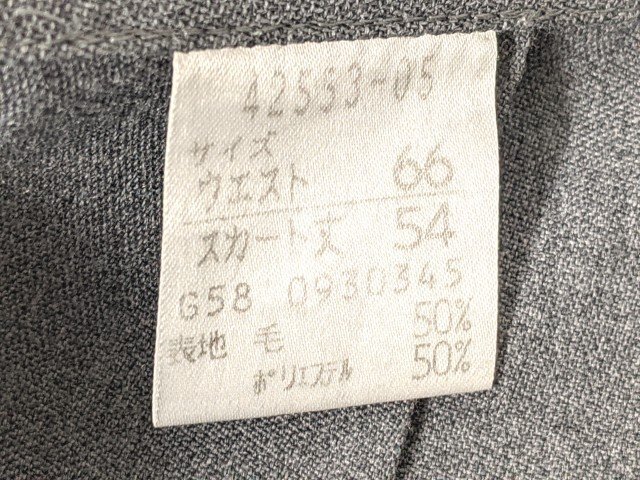 42553-05
サイズ
ウエスト 66
スカート丈 54
G58 0930345
表地 毛 50%
ポリエステル 50%